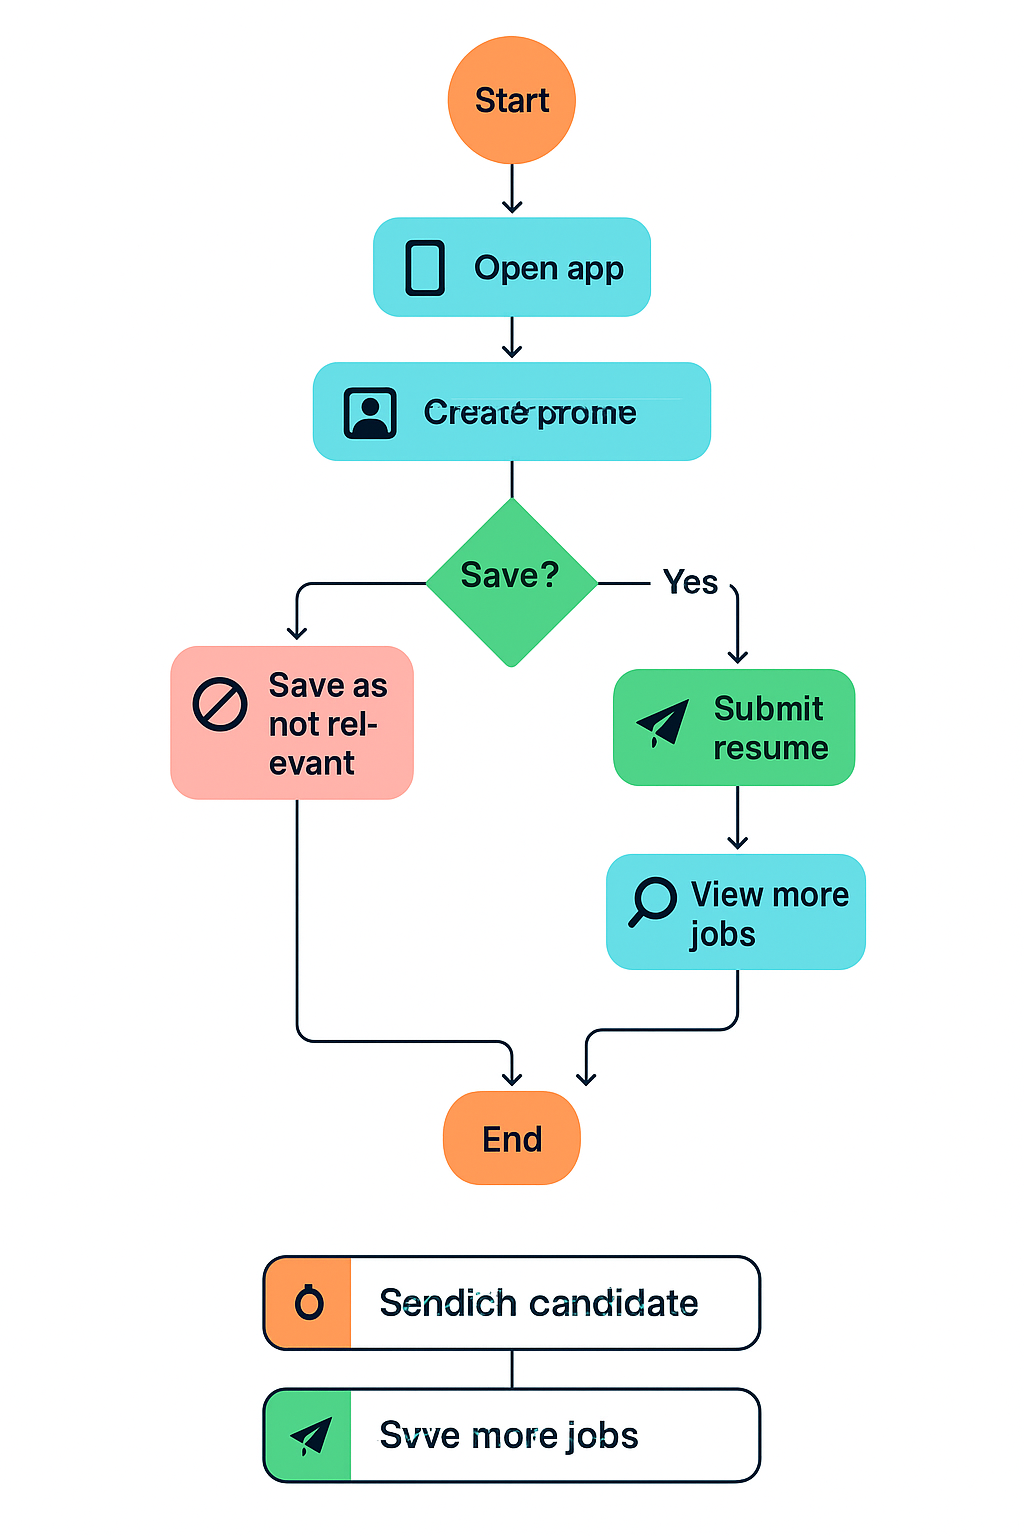 Start
Open app
Create prome
Save?
Yes
Save as
not rel-
evant
Submit
resume
View more
jobs
End
Sendich candidate
Svve more jobs